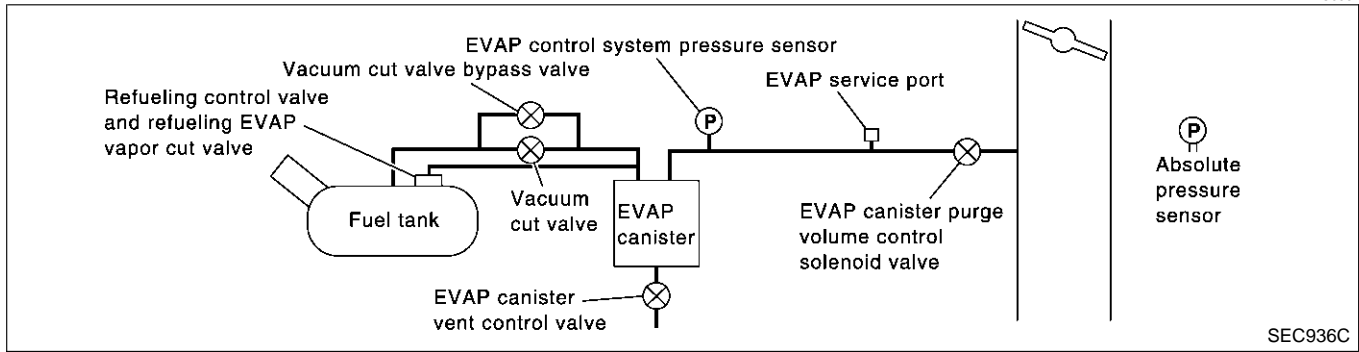 EVAP control system pressure sensor
Vacuum cut valve bypass valve
EVAP service port
Refueling control valve
and refueling EVAP
vapor cut valve
P
P
Absolute
pressure
sensor
Fuel tank
Vacuum
cut valve
EVAP
canister
EVAP canister purge
volume control
solenoid valve
EVAP canister
vent control valve
SEC936C